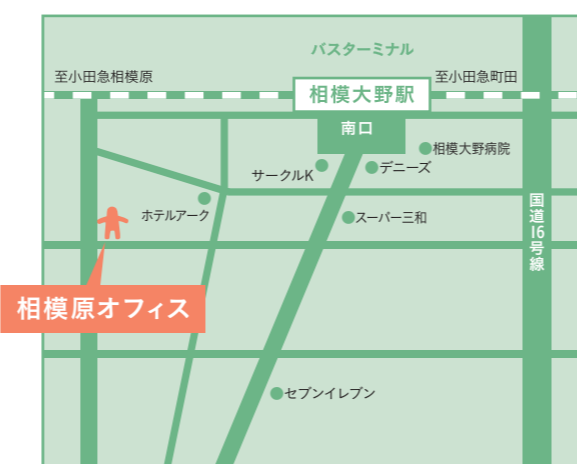 バスターミナル
至小田急相模原
至小田急町田
相模大野駅
南口
相模大野病院
サークルK
デニーズ
ホテルアーク
スーパー三和
国道16号線
相模原オフィス
セブンイレブン